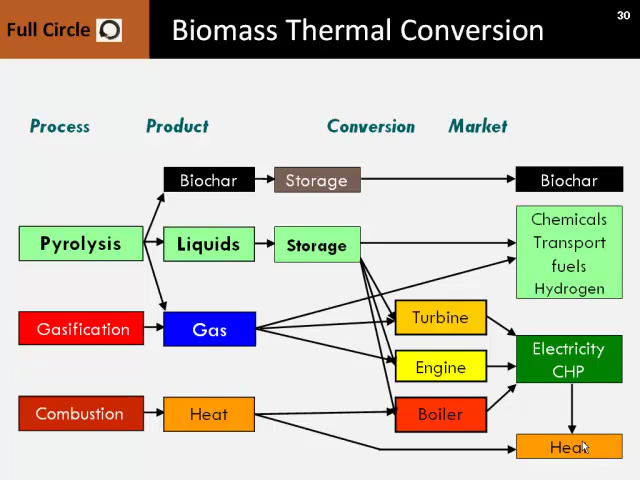 Full Circle
Biomass Thermal Conversion
30
Process
Product
Conversion
Market
Biochar
Storage
Biochar
Pyrolysis
Liquids
Storage
Chemicals
Transport
fuels
Hydrogen
Gasification
Gas
Turbine
Engine
Electricity
CHP
Combustion
Heat
Boiler
Heat